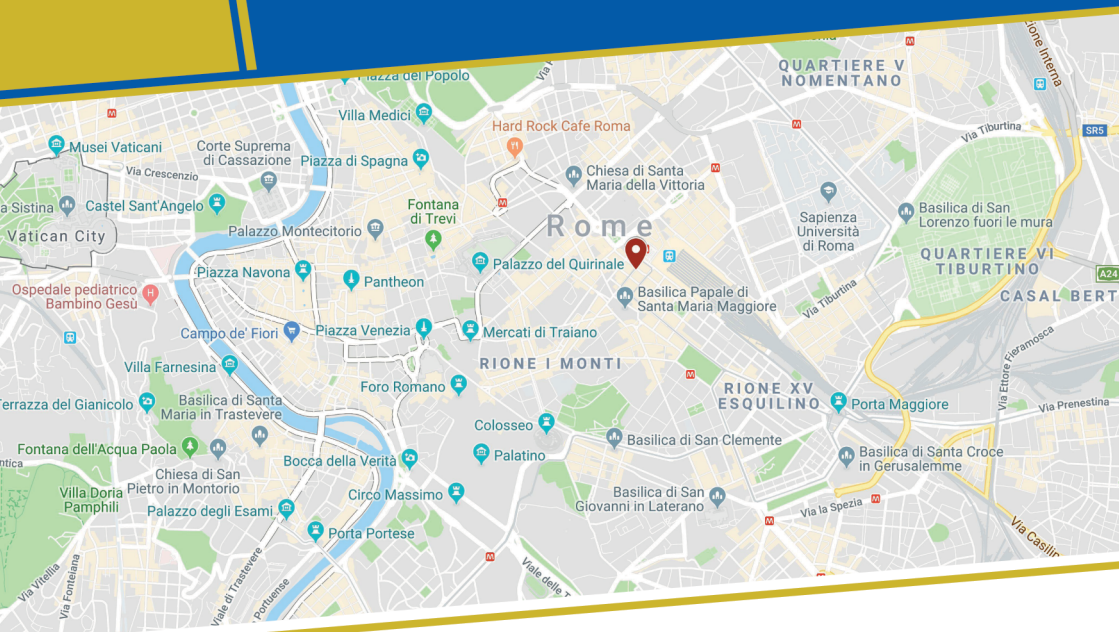 Piazza del Popolo
QUARTIERE V
NOMENTANO
Villa Medici
M
M
M
M
Hard Rock Cafe Roma
Via Tiburtina
SR5
Musei Vaticani
Corte Suprema
di Cassazione
Piazza di Spagna
Via Crescenzio
Chiesa di Santa
Maria della Vittoria
Castel Sant'Angelo
a Sistina
Vatican City
Fontana
di Trevi
M
Palazzo Montecitorio
Rome
Sapienza
Università
di Roma
Basilica di San
Lorenzo fuori le mura
QUARTIERE VI
TIBURTINO
A24
Palazzo del Quirinale
Piazza Navona
Pantheon
Ospedale pediatrico
Bambino Gesù
H
Basilica Papale di
Santa Maria Maggiore
Via Tiburtina
CASAL BERT
Campo de' Fiori
Piazza Venezia
Mercati di Traiano
Via Ettore Fieramosca
Villa Farnesina
RIONE I MONTI
M
Foro Romano
RIONE XV
ESQUILINO
Porta Maggiore
Via Prenestina
Terrazza del Gianicolo
Basilica di Santa
Maria in Trastevere
Colosseo
Basilica di San Clemente
Fontana dell'Acqua Paola
Palatino
Bocca della Verità
Basilica di Santa Croce
in Gerusalemme
ntica
Chiesa di San
Pietro in Montorio
Villa Doria
Pamphili
Circo Massimo
Basilica di San
Giovanni in Laterano
M
Via la Spezia
Palazzo degli Esami
Porta Portese
M
Via Casilin
M
Viale delle T
Via Vitellia
Via Fonteiana
Viale di Trastevere
Portuense